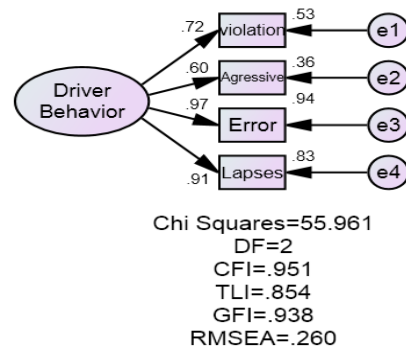 .72
.53
violation
e1
.60
.36
Agressive
e2
Driver
Behavior
.97
.94
Error
e3
.83
Lapses
e4
.91
Chi Squares=55.961
DF=2
CFI=.951
TLI=.854
GFI=.938
RMSEA=.260